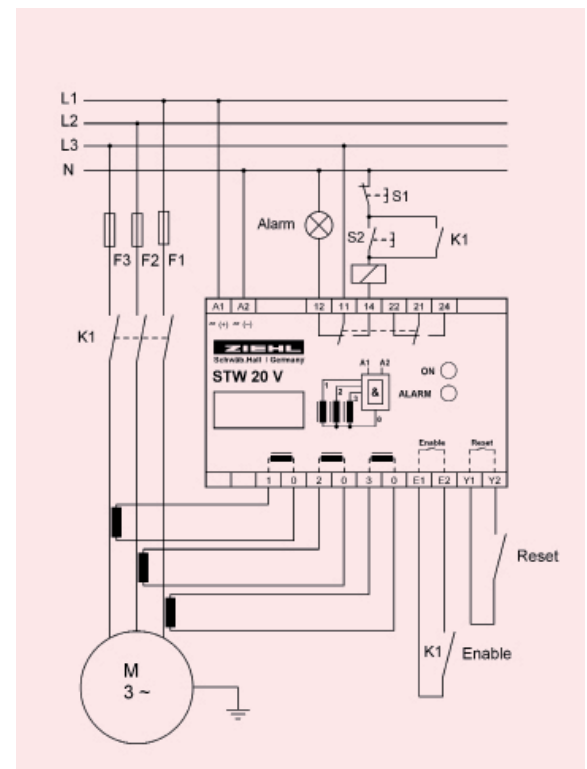 L1
L2
L3
N
Alarm
S1
S2
K1
F3 F2 F1
K1
A1 A2 12 11 14 22 21 24
≂ (+) ≂ (–)
ZIEHL
Schwäb.Hall / Germany
STW 20 V
A1 A2
1
2
3
&
0
ON
ALARM
Enable Reset
1 0 2 0 3 0 E1 E2 Y1 Y2
Reset
K1 Enable
M
3 ~